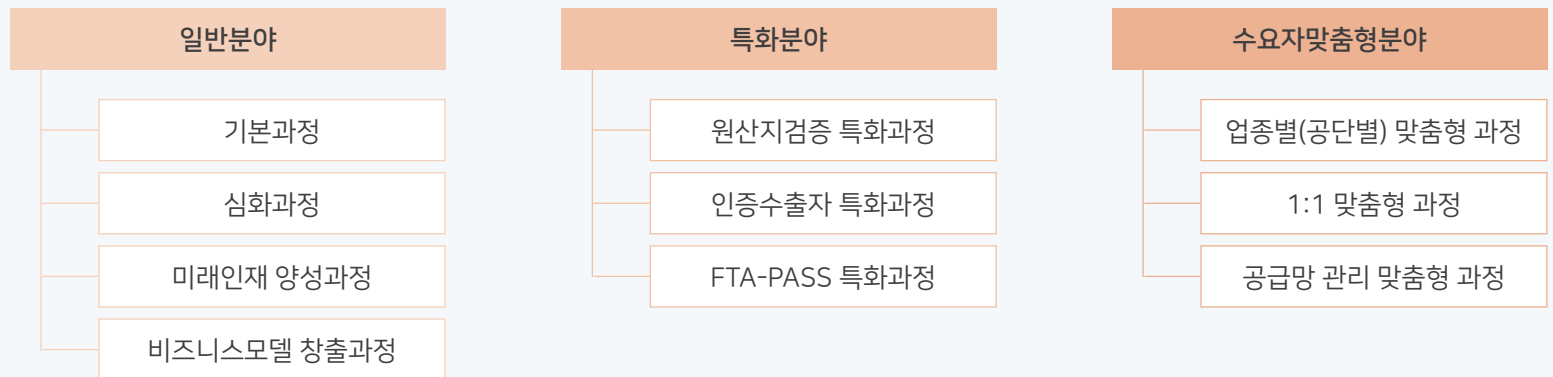 일반분야
기본과정
심화과정
미래인재 양성과정
비즈니스모델 창출과정
특화분야
원산지검증 특화과정
인증수출자 특화과정
FTA-PASS 특화과정
수요자맞춤형분야
업종별(공단별) 맞춤형 과정
1:1 맞춤형 과정
공급망 관리 맞춤형 과정